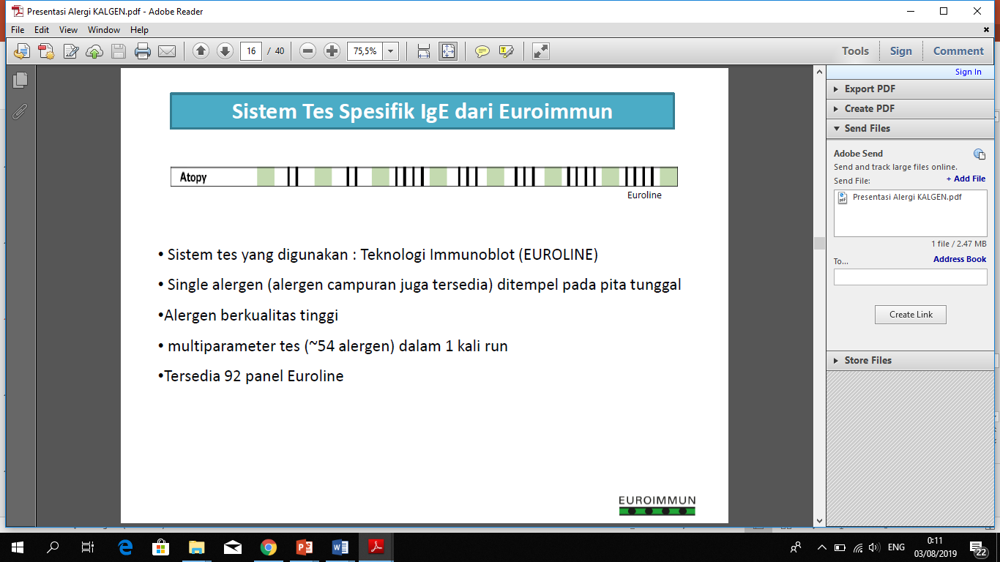 Presentasi Alergi KALGEN.pdf - Adobe Reader
File Edit View Window Help
16 / 40 75,5% Tools Sign Comment
Sign In
Export PDF
Create PDF
Send Files
Adobe Send
Send and track large files online.
Send File: + Add File
Presentasi Alergi KALGEN.pdf
1 file / 2.47 MB
To... Address Book
Create Link
Store Files
Sistem Tes Spesifik IgE dari Euroimmun
Atopy
Euroline
• Sistem tes yang digunakan : Teknologi Immunoblot (EUROLINE)
• Single alergen (alergen campuran juga tersedia) ditempel pada pita tunggal
•Alergen berkualitas tinggi
• multiparameter tes (~54 alergen) dalam 1 kali run
•Tersedia 92 panel Euroline
EUROIMMUN
ENG
0:11
03/08/2019
22